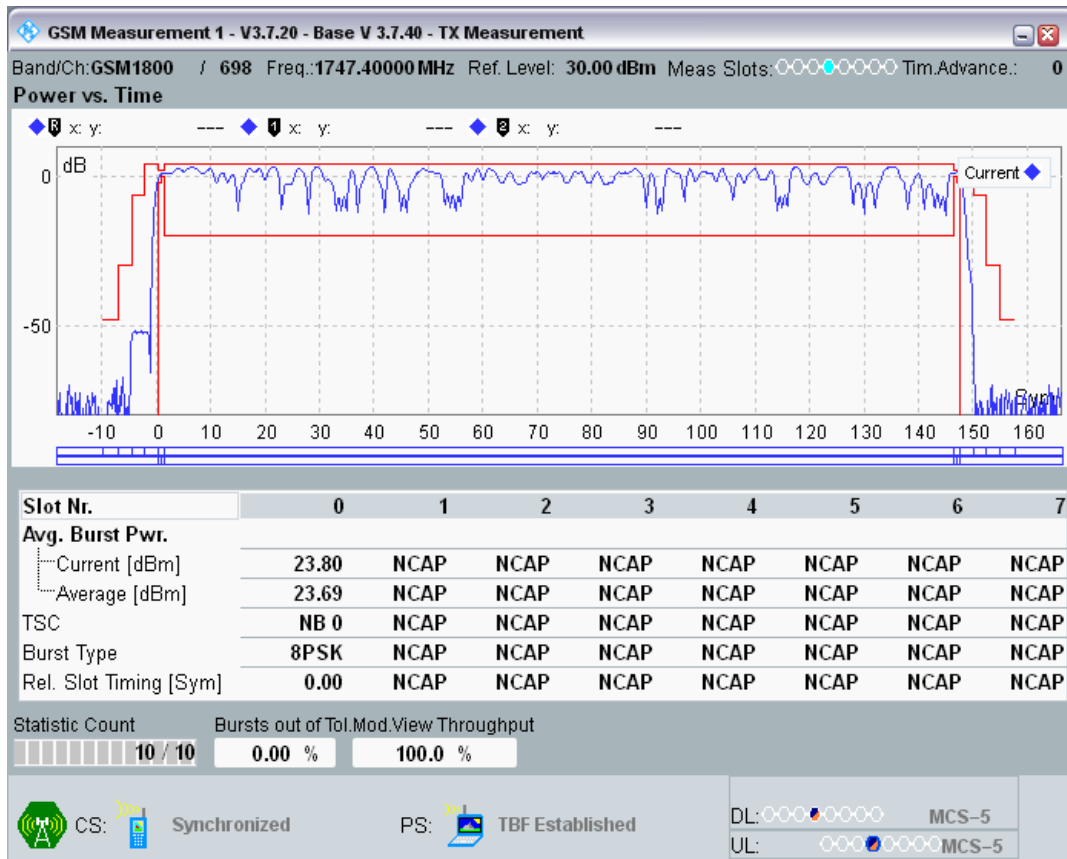 GSM Measurement 1 - V3.7.20 - Base V 3.7.40 - TX Measurement
Band/Ch:GSM1800 / 698 Freq.:1747.40000 MHz Ref. Level: 30.00 dBm Meas Slots: Tim.Advance.: 0
Power vs. Time
R x: y: --- 1 x: y: --- 2 x: y: ---
dB
Current
0
-50
Sym
-10 0 10 20 30 40 50 60 70 80 90 100 110 120 130 140 150 160
Slot Nr. 0 1 2 3 4 5 6 7
Avg. Burst Pwr.
Current [dBm] 23.80 NCAP NCAP NCAP NCAP NCAP NCAP NCAP
Average [dBm] 23.69 NCAP NCAP NCAP NCAP NCAP NCAP NCAP
TSC NB 0 NCAP NCAP NCAP NCAP NCAP NCAP NCAP
Burst Type 8PSK NCAP NCAP NCAP NCAP NCAP NCAP NCAP
Rel. Slot Timing [Sym] 0.00 NCAP NCAP NCAP NCAP NCAP NCAP NCAP
Statistic Count Bursts out of Tol.Mod.View Throughput
10 / 10 0.00 % 100.0 %
CS: Synchronized PS: TBF Established DL: MCS-5
UL: MCS-5